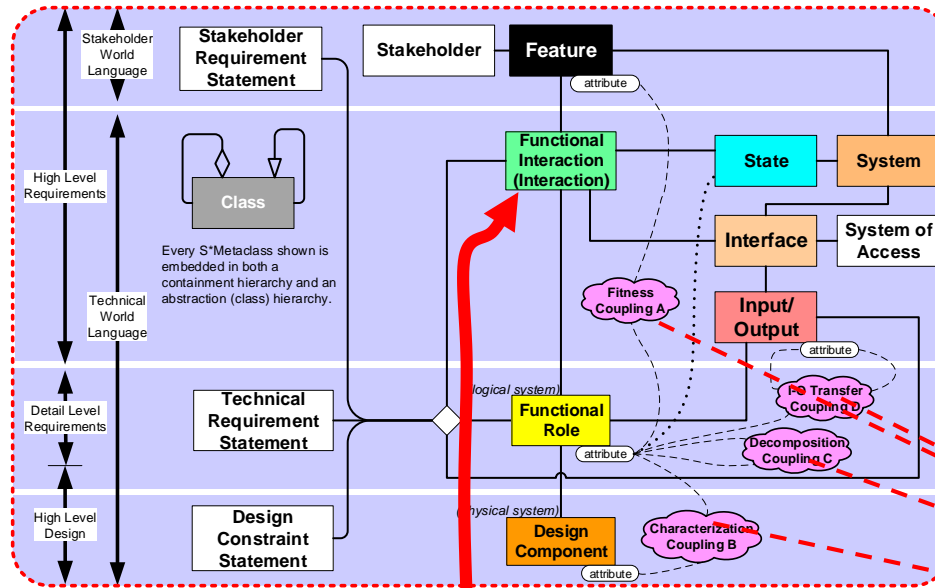 Stakeholder
World
Language
Stakeholder
Requirement
Statement
Stakeholder
Feature
attribute
High Level
Requirements
Class
Every S*Metaclass shown is
embedded in both a
containment hierarchy and an
abstraction (class) hierarchy.
Functional
Interaction
(Interaction)
State
System
Interface
System of
Access
Technical
World
Language
Fitness
Coupling A
Input/
Output
attribute
Detail Level
Requirements
Technical
Requirement
Statement
logical system)
Functional
Role
attribute
I-O Transfer
Coupling D
Decomposition
Coupling C
High Level
Design
Design
Constraint
Statement
physical system)
Design
Component
attribute
Characterization
Coupling B